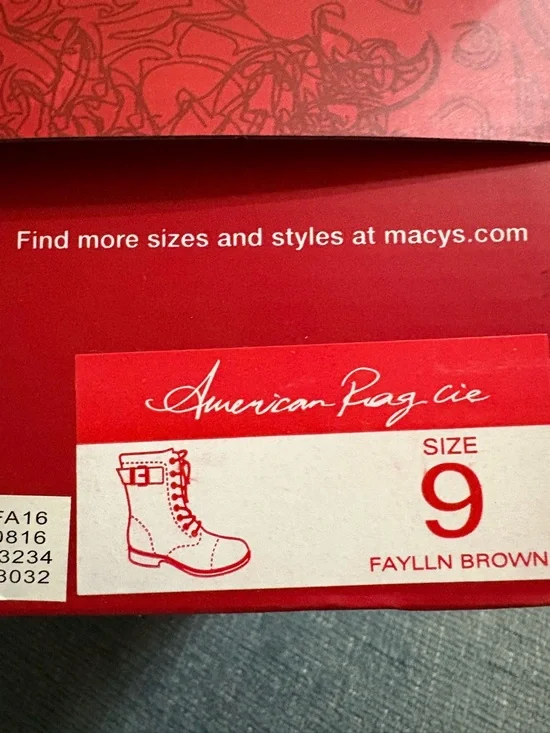 Find more sizes and styles at macys.com
American Rag cie
SIZE
9
FAYLLN BROWN
FA16
0816
3234
3032